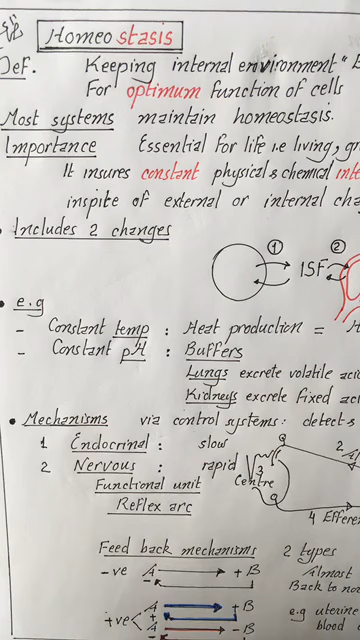 Homeostasis
Def. Keeping internal environment "
For optimum function of cells
Most systems maintain homeostasis.
Importance Essential for life i.e living,
It insures constant physical & chemical
inspite of external or internal
• Includes 2 changes
① ②
ISF
• e.g
- Constant temp : Heat production =
- Constant pH : Buffers
Lungs excrete volatile
Kidneys excrete fixed
• Mechanisms via control systems: detect
1 Endocrinal : slow
2 Nervous : rapid
Functional unit
Reflex arc
3
Centre
2
4
Feed back mechanisms 2 types
-ve A + B Almost
Back to
+ve A + B e.g uterine
A - B blood